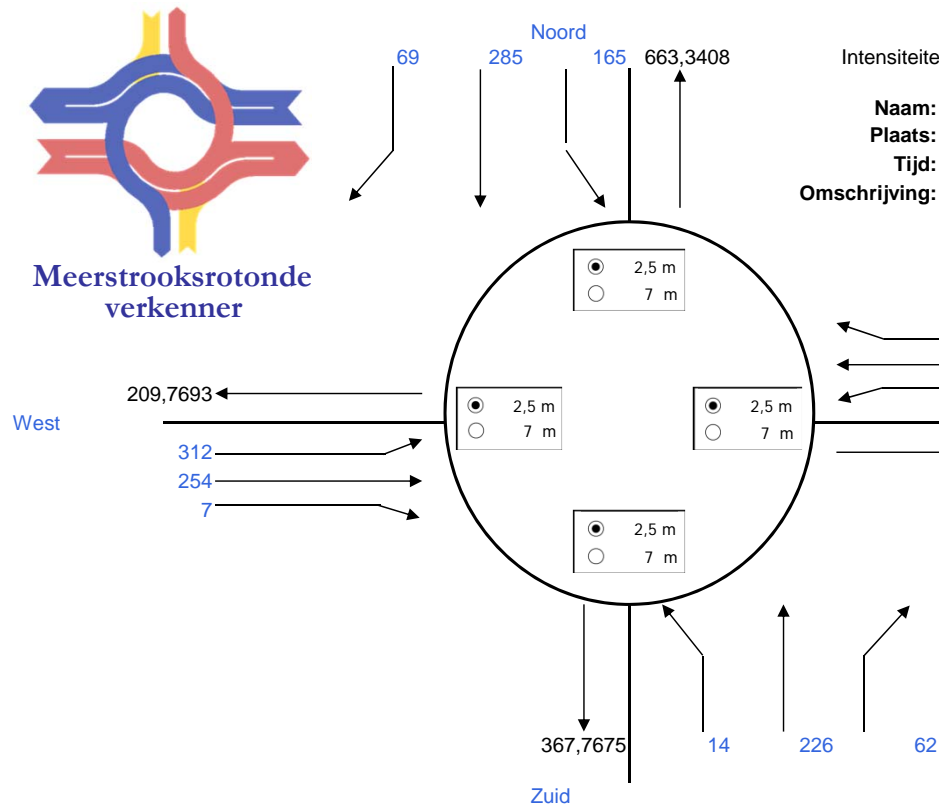 Noord
69 285 165 663,3408 Intensiteite
Naam:
Plaats:
Tijd:
Omschrijving:
Meerstrooksrotonde
verkenner
2,5 m
7 m
209,7693
West
2,5 m
7 m
2,5 m
7 m
312
254
7
2,5 m
7 m
367,7675 14 226 62
Zuid